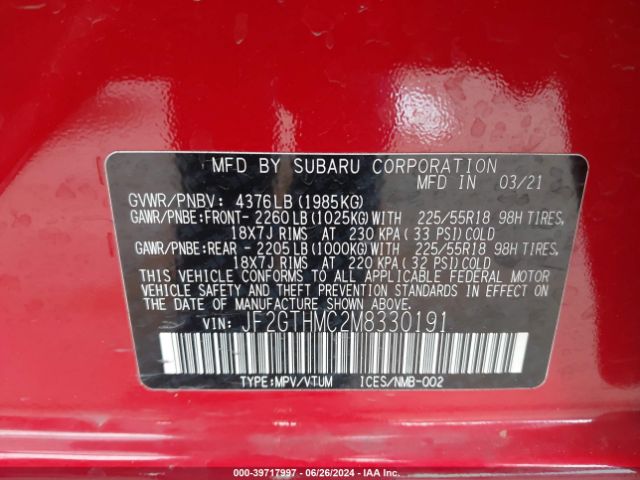 MFD BY SUBARU CORPORATION
MFD IN 03/21
GVWR/PNBV: 4376LB(1985KG)
GAWR/PNBE:FRONT- 2260LB(1025KG)WITH 225/55R18 98H TIRES,
18X7J RIMS AT 230 KPA(33 PSI)COLD
GAWR/PNBE:REAR - 2205LB(1000KG)WITH 225/55R18 98H TIRES,
18X7J RIMS AT 220 KPA(32 PSI)COLD
THIS VEHICLE CONFORMS TO ALL APPLICABLE FEDERAL MOTOR
VEHICLE SAFETY AND THEFT PREVENTION STANDARDS IN EFFECT ON
THE DATE OF MANUFACTURE SHOWN ABOVE.
VIN: JF2GTHMC2M8330191
TYPE:MPV/VTUM ICES/NMB-002
000-39717997 - 06/26/2024 - IAA Inc.